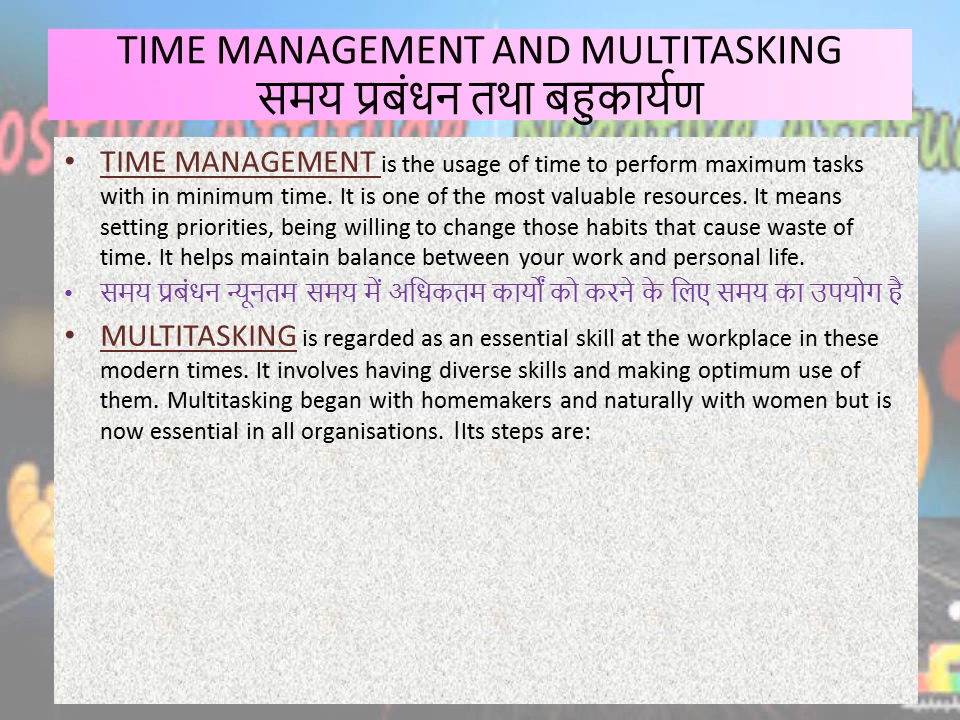 TIME MANAGEMENT AND MULTITASKING
समय प्रबंधन तथा बहुकार्यण
Positive Attitude Negative Attitude
• TIME MANAGEMENT is the usage of time to perform maximum tasks
with in minimum time. It is one of the most valuable resources. It means
setting priorities, being willing to change those habits that cause waste of
time. It helps maintain balance between your work and personal life.
• समय प्रबंधन न्यूनतम समय में अधिकतम कार्यों को करने के लिए समय का उपयोग है
• MULTITASKING is regarded as an essential skill at the workplace in these
modern times. It involves having diverse skills and making optimum use of
them. Multitasking began with homemakers and naturally with women but is
now essential in all organisations.।Its steps are: